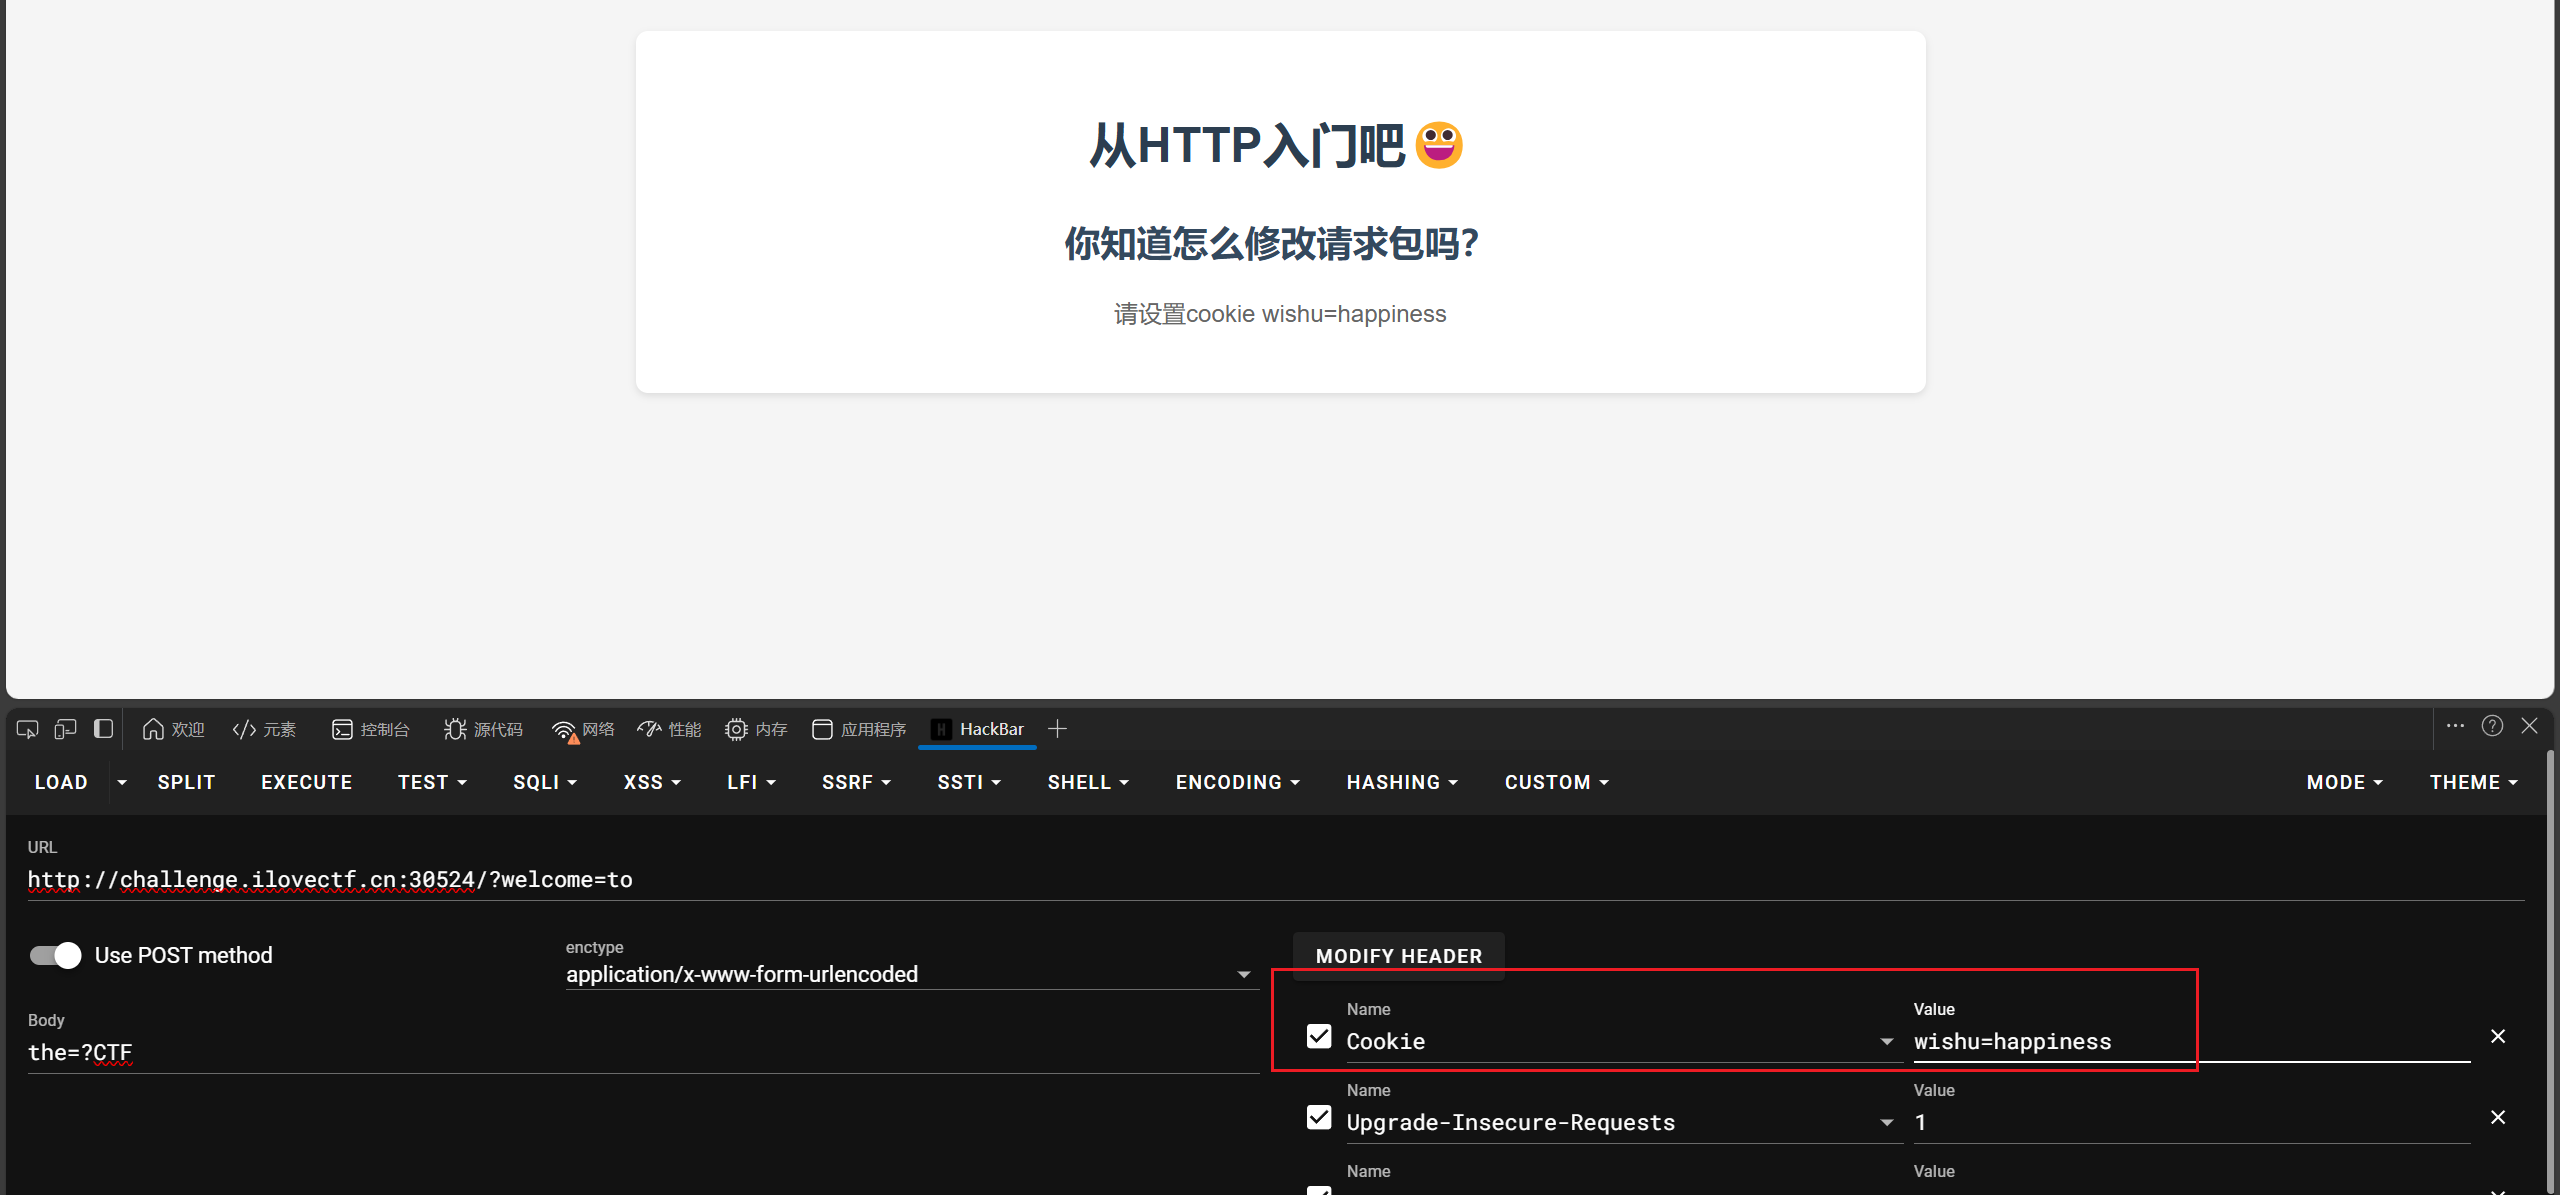 从HTTP入门吧😀
你知道怎么修改请求包吗？
请设置cookie wishu=happiness
欢迎 元素 控制台 源代码 网络 性能 内存 应用程序 HackBar
LOAD SPLIT EXECUTE TEST SQLI XSS LFI SSRF SSTI SHELL ENCODING HASHING CUSTOM MODE THEME
URL
http://challenge.ilovectf.cn:30524/?welcome=to
Use POST method
enctype
application/x-www-form-urlencoded
Body
the=?CTF
MODIFY HEADER
Name Value
Cookie wishu=happiness
Name Value
Upgrade-Insecure-Requests 1
Name Value